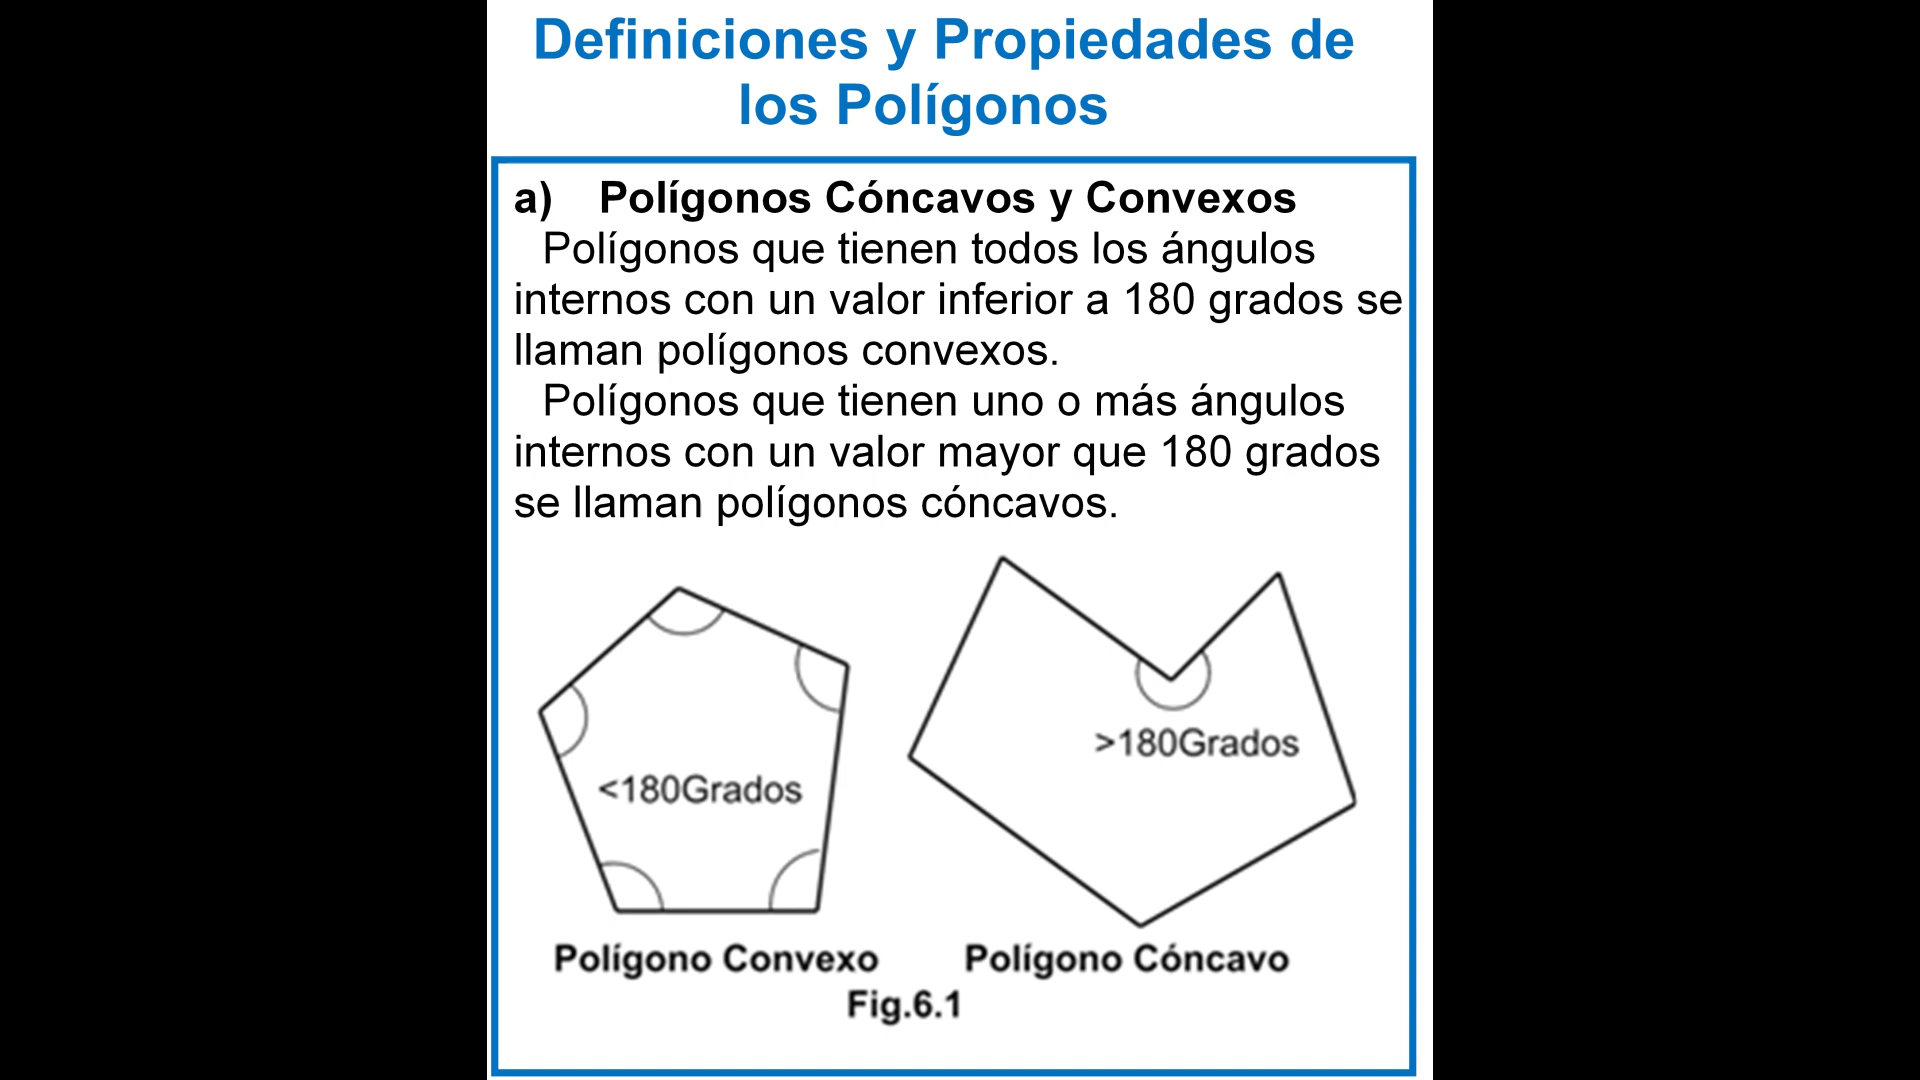 Definiciones y Propiedades de
los Polígonos
a) Polígonos Cóncavos y Convexos
Polígonos que tienen todos los ángulos
internos con un valor inferior a 180 grados se
llaman polígonos convexos.
Polígonos que tienen uno o más ángulos
internos con un valor mayor que 180 grados
se llaman polígonos cóncavos.
>180Grados
<180Grados
Polígono Convexo
Polígono Cóncavo
Fig.6.1